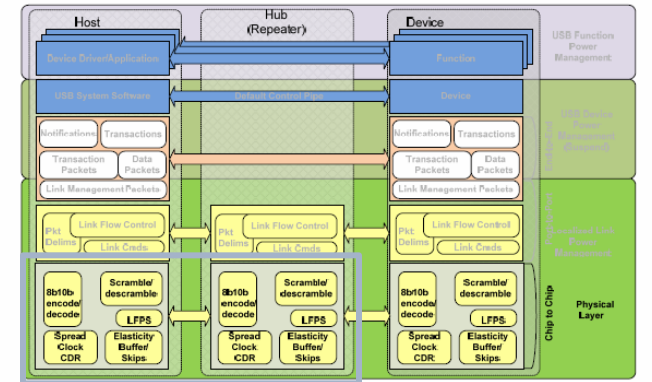 Host
Hub
(Repeater)
Device
Device Driver/Application
Function
USB Function
Power
Management
USB System Software
Default Control Pipe
Device
USB Device
Power
Management
(Suspend)
Notifications
Transactions
Transaction
Packets
Data
Packets
Link Management Packets
Notifications
Transactions
Transaction
Packets
Data
Packets
Link Management Packets
Pkt
Delims
Link Flow Control
Link Cmds
Pkt
Delims
Link Flow Control
Link Cmds
Pkt
Delims
Link Flow Control
Link Cmds
Power
Management
8b10b
encode/
decode
Scramble/
descramble
LFPS
Spread
Clock
CDR
Elasticity
Buffer/
Skips
8b10b
encode/
decode
Scramble/
descramble
LFPS
Spread
Clock
CDR
Elasticity
Buffer/
Skips
8b10b
encode/
decode
Scramble/
descramble
LFPS
Spread
Clock
CDR
Elasticity
Buffer/
Skips
Chip to Chip
Physical
Layer